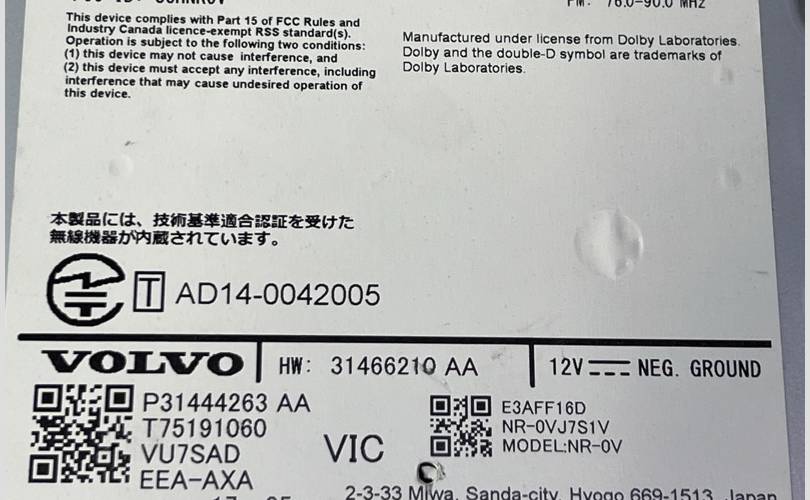 This device complies with Part 15 of FCC Rules and
Industry Canada licence-exempt RSS standard(s).
Operation is subject to the following two conditions:
(1) this device may not cause interference, and
(2) this device must accept any interference, including
interference that may cause undesired operation of
this device.
FM: 76.0-90.0 MHz
Manufactured under license from Dolby Laboratories.
Dolby and the double-D symbol are trademarks of
Dolby Laboratories.
本製品には、技術基準適合認証を受けた
無線機器が内蔵されています。
T AD14-0042005
VOLVO HW: 31466210 AA 12V NEG. GROUND
P31444263 AA
T75191060
VU7SAD
EEA-AXA
VIC
E3AFF16D
NR-0VJ7S1V
MODEL:NR-0V
2-3-33 Miwa, Sanda-city, Hyogo 669-1513, Japan